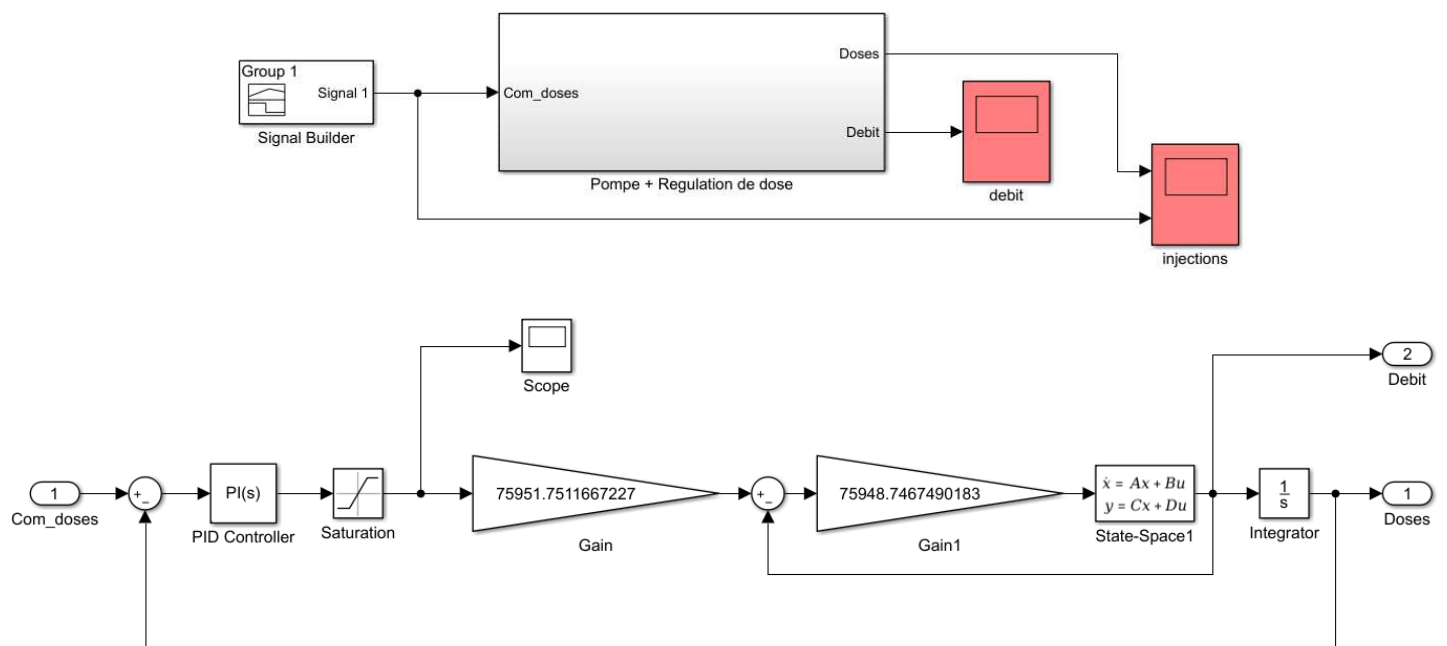 Group 1
Signal 1
Signal Builder
Com_doses
Doses
Debit
Pompe + Regulation de dose
debit
injections
Scope
2
Debit
1
Com_doses
+
−
PI(s)
PID Controller
Saturation
75951.7511667227
Gain
+
−
75948.7467490183
Gain1
ẋ = Ax + Bu
y = Cx + Du
State-Space1
1
s
Integrator
1
Doses